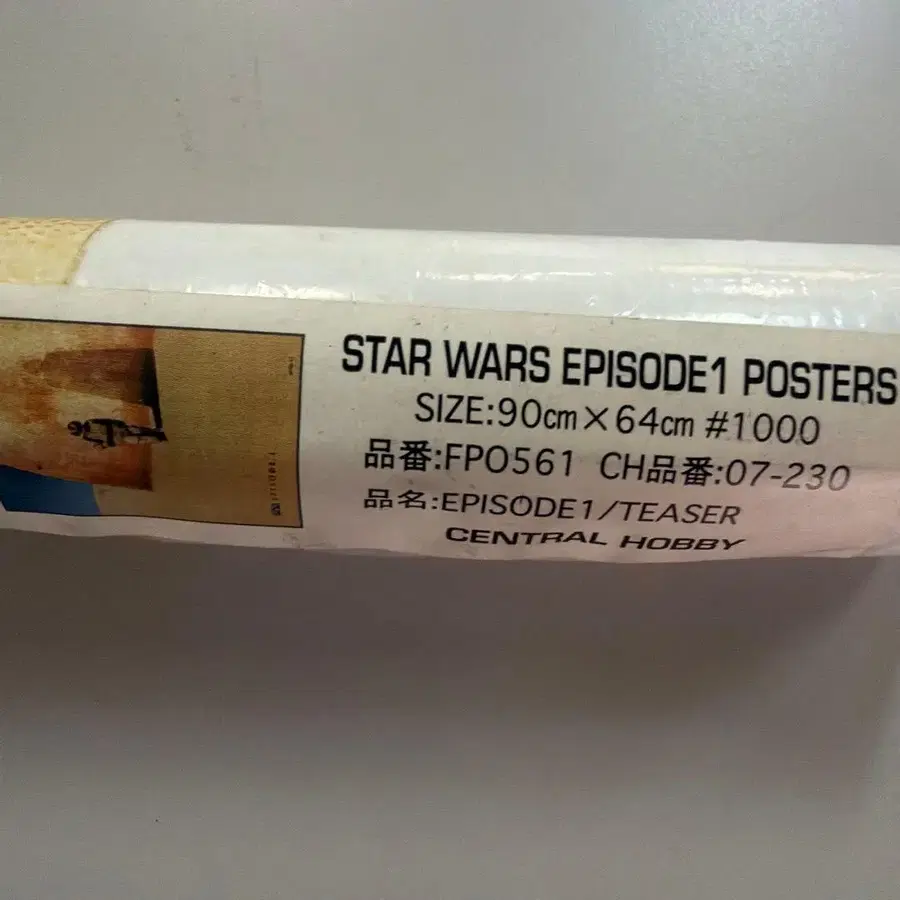 STAR WARS EPISODE1 POSTERS
SIZE:90cm×64cm #1000
品番:FPO561 CH品番:07-230
品名:EPISODE1/TEASER
CENTRAL HOBBY